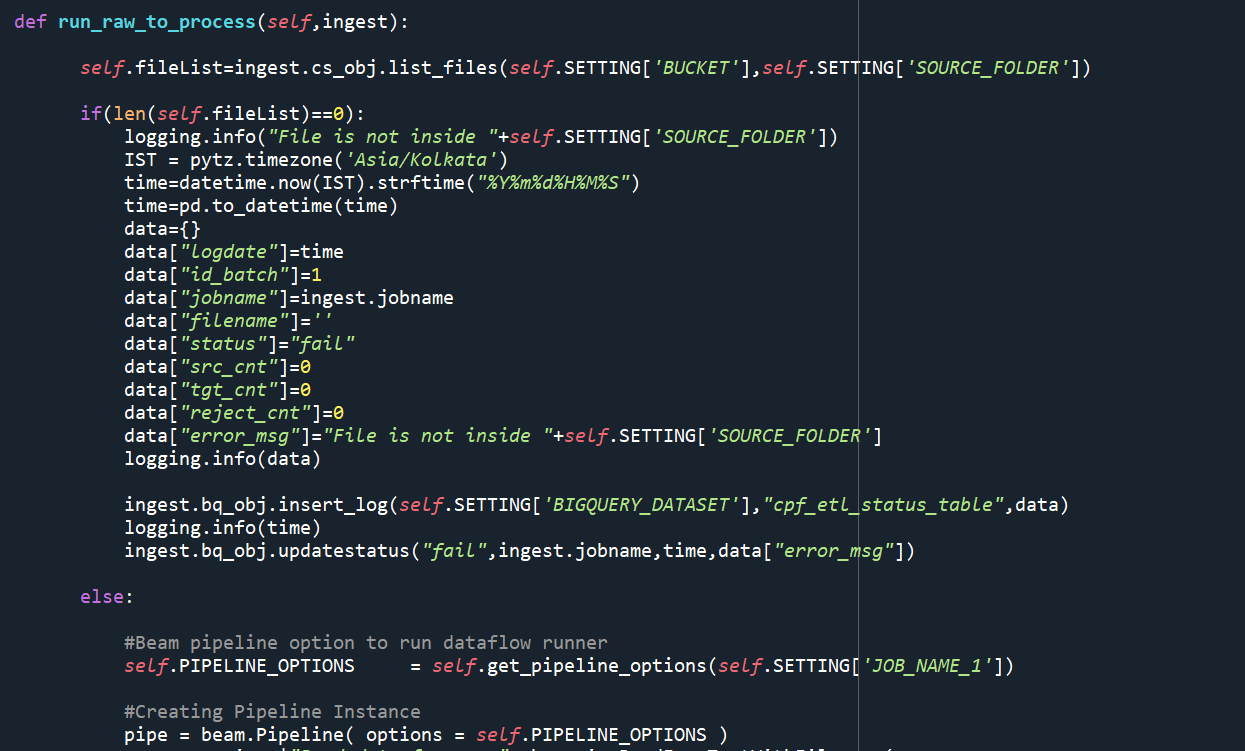 def run_raw_to_process(self,ingest):
self.fileList=ingest.cs_obj.list_files(self.SETTING['BUCKET'],self.SETTING['SOURCE_FOLDER'])
if(len(self.fileList)==0):
logging.info("File is not inside "+self.SETTING['SOURCE_FOLDER'])
IST = pytz.timezone('Asia/Kolkata')
time=datetime.now(IST).strftime("%Y%m%d%H%M%S")
time=pd.to_datetime(time)
data={}
data["logdate"]=time
data["id_batch"]=1
data["jobname"]=ingest.jobname
data["filename"]=''
data["status"]="fail"
data["src_cnt"]=0
data["tgt_cnt"]=0
data["reject_cnt"]=0
data["error_msg"]="File is not inside "+self.SETTING['SOURCE_FOLDER']
logging.info(data)
ingest.bq_obj.insert_log(self.SETTING['BIGQUERY_DATASET'],"cpf_etl_status_table",data)
logging.info(time)
ingest.bq_obj.updatestatus("fail",ingest.jobname,time,data["error_msg"])
else:
#Beam pipeline option to run dataflow runner
self.PIPELINE_OPTIONS     = self.get_pipeline_options(self.SETTING['JOB_NAME_1'])
#Creating Pipeline Instance
pipe = beam.Pipeline( options = self.PIPELINE_OPTIONS )